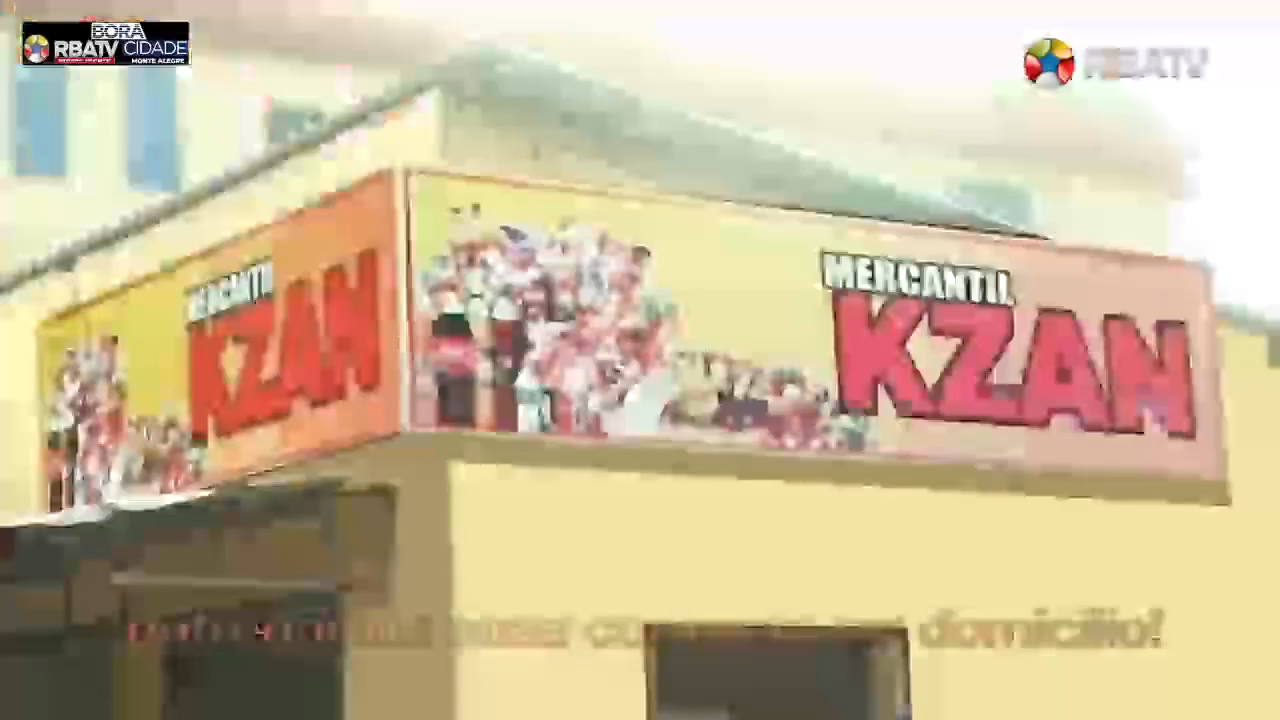 BORA
RBATV CIDADE
MONTE ALEGRE
RBATV
MERCANTIL
KZAN
MERCANTIL
KZAN
domicílio!